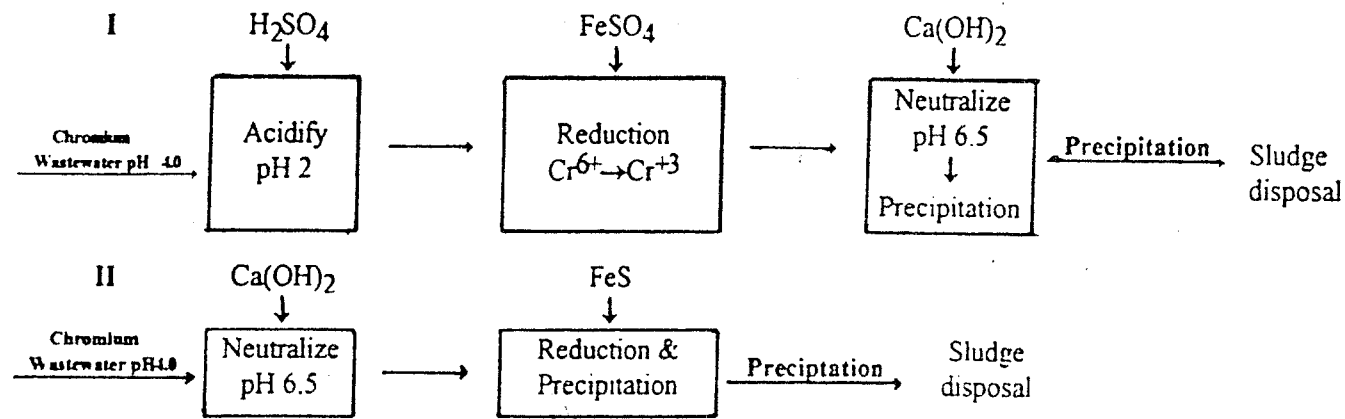 I
H2SO4
FeSO4
Ca(OH)2
Chromium
Wastewater pH 4.0
Acidify
pH 2
Reduction
Cr6+→Cr+3
Neutralize
pH 6.5
Precipitation
Precipitation
Sludge
disposal
II
Ca(OH)2
FeS
Chromium
Wastewater pH4.0
Neutralize
pH 6.5
Reduction &
Precipitation
Preciptation
Sludge
disposal